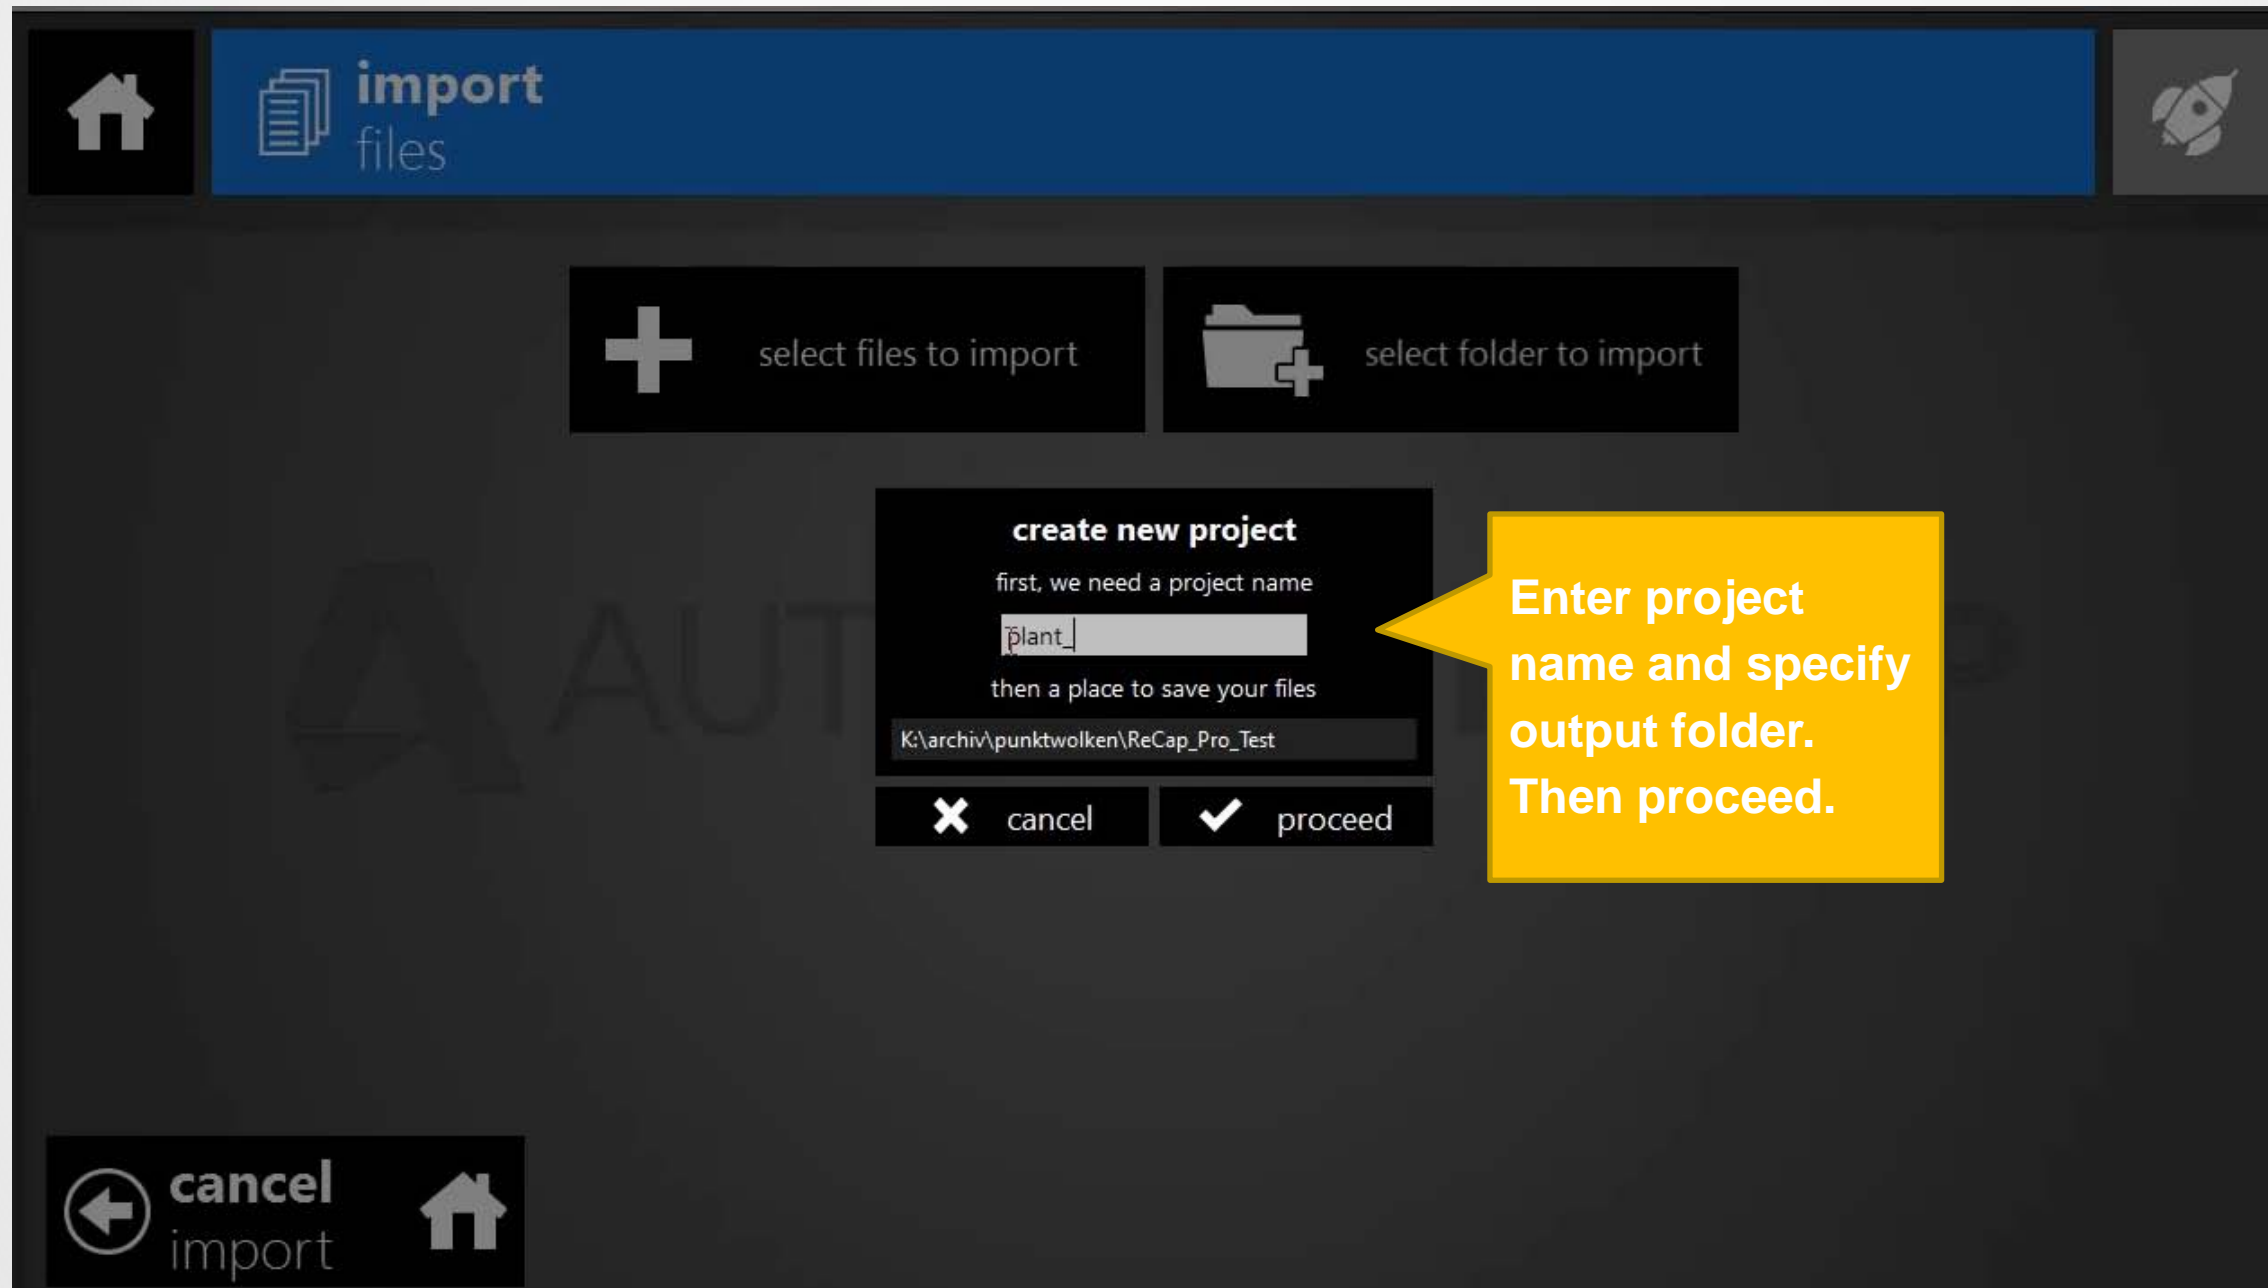 import
files
select files to import
select folder to import
create new project
first, we need a project name
plant_
then a place to save your files
K:\archiv\punktwolken\ReCap_Pro_Test
cancel
proceed
Enter project
name and specify
output folder.
Then proceed.
AUT
P
cancel
import